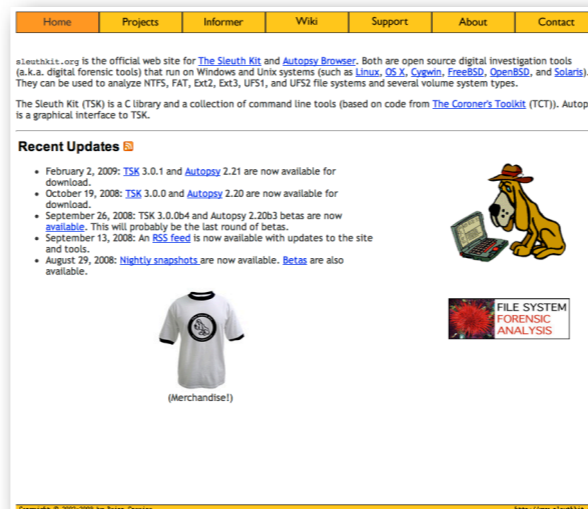 Home Projects Informer Wiki Support About Contact
sleuthkit.org is the official web site for The Sleuth Kit and Autopsy Browser. Both are open source digital investigation tools
(a.k.a. digital forensic tools) that run on Windows and Unix systems (such as Linux, OS X, Cygwin, FreeBSD, OpenBSD, and Solaris).
They can be used to analyze NTFS, FAT, Ext2, Ext3, UFS1, and UFS2 file systems and several volume system types.
The Sleuth Kit (TSK) is a C library and a collection of command line tools (based on code from The Coroner's Toolkit (TCT)). Autop
is a graphical interface to TSK.
Recent Updates
• February 2, 2009: TSK 3.0.1 and Autopsy 2.21 are now available for
download.
• October 19, 2008: TSK 3.0.0 and Autopsy 2.20 are now available for
download.
• September 26, 2008: TSK 3.0.0b4 and Autopsy 2.20b3 betas are now
available. This will probably be the last round of betas.
• September 13, 2008: An RSS feed is now available with updates to the site
and tools.
• August 29, 2008: Nightly snapshots are now available. Betas are also
available.
FILE SYSTEM
FORENSIC
ANALYSIS
(Merchandise!)